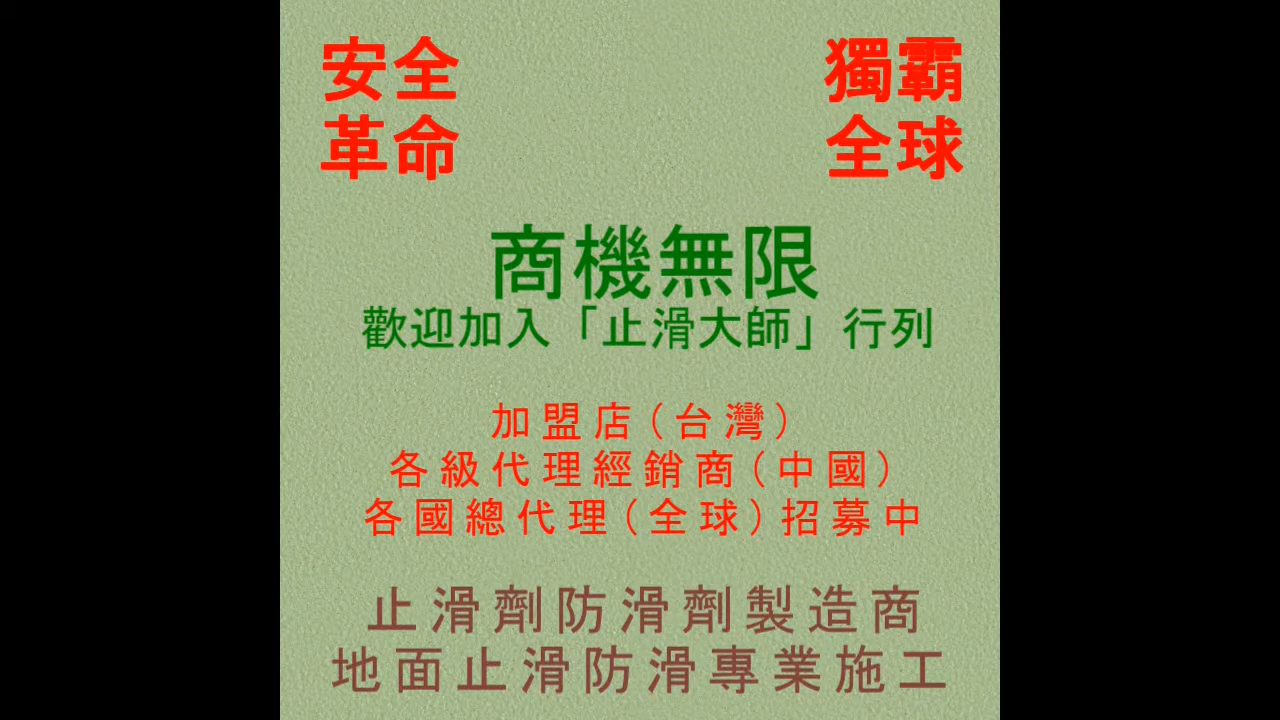 安全
革命
獨霸
全球
商機無限
歡迎加入「止滑大師」行列
加盟店(台灣)
各級代理經銷商(中國)
各國總代理(全球)招募中
止滑劑防滑劑製造商
地面止滑防滑專業施工